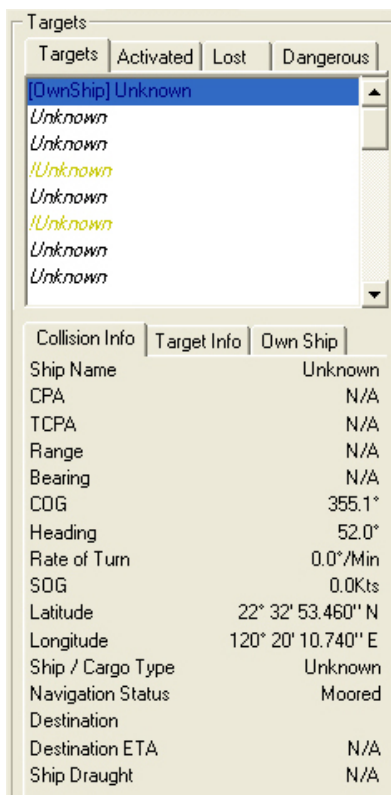 Targets
Targets Activated Lost Dangerous
[OwnShip] Unknown
Unknown
Unknown
!Unknown
Unknown
!Unknown
Unknown
Unknown
Collision Info Target Info Own Ship
Ship Name Unknown
CPA N/A
TCPA N/A
Range N/A
Bearing N/A
COG 355.1°
Heading 52.0°
Rate of Turn 0.0°/Min
SOG 0.0Kts
Latitude 22° 32' 53.460" N
Longitude 120° 20' 10.740" E
Ship / Cargo Type Unknown
Navigation Status Moored
Destination
Destination ETA N/A
Ship Draught N/A